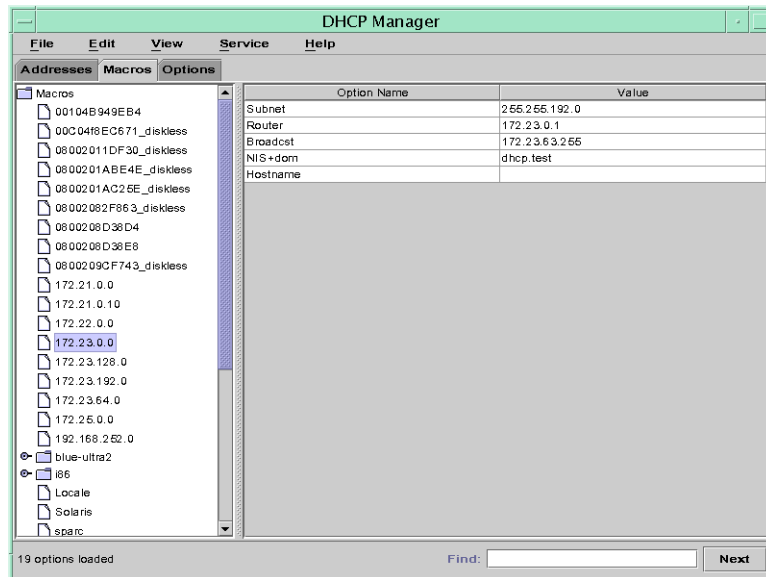 DHCP Manager
File Edit View Service Help
Addresses Macros Options
Macros
00104B949EB4
00C04f8EC671_diskless
08002011DF30_diskless
0800201ABE4E_diskless
0800201AC25E_diskless
08002082F863_diskless
0800208D38D4
0800208D38E8
0800209CF743_diskless
172.21.0.0
172.21.0.10
172.22.0.0
172.23.0.0
172.23.128.0
172.23.192.0
172.23.64.0
172.25.0.0
192.168.252.0
blue-ultra2
i86
Locale
Solaris
sparc
Option Name Value
Subnet 255.255.192.0
Router 172.23.0.1
Broadcst 172.23.63.255
NIS+dom dhcp.test
Hostname
19 options loaded
Find:
Next